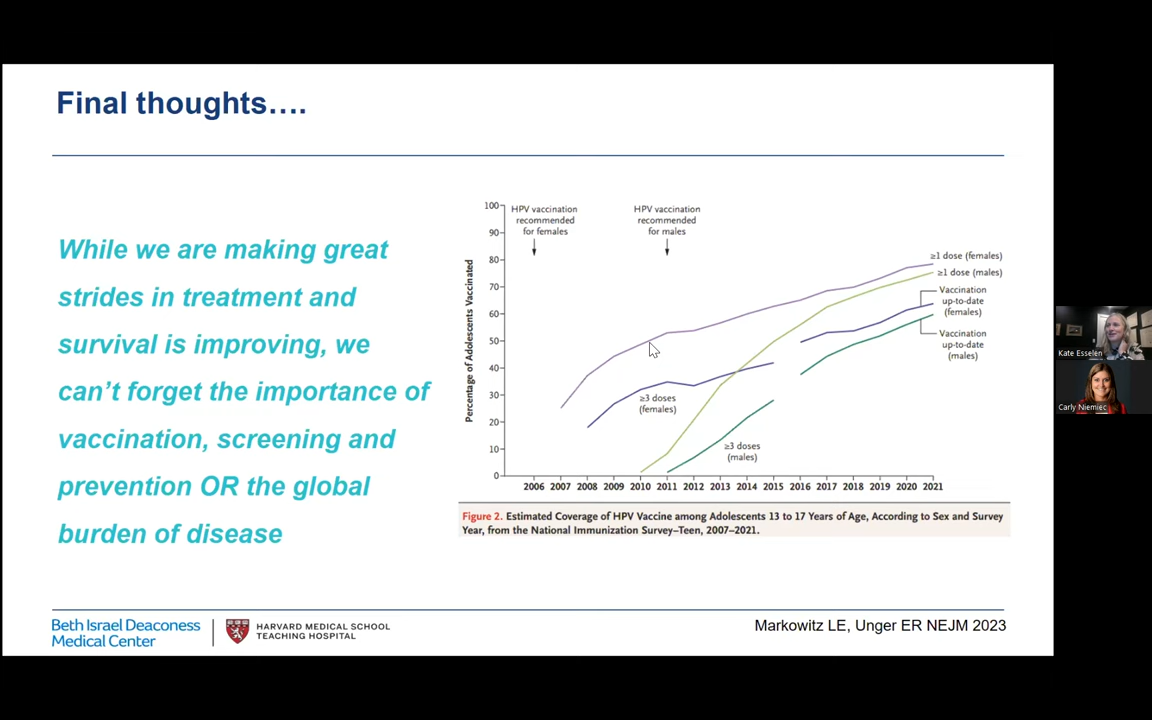 Final thoughts….
While we are making great
strides in treatment and
survival is improving, we
can't forget the importance of
vaccination, screening and
prevention OR the global
burden of disease
Percentage of Adolescents Vaccinated
100
90
80
70
60
50
40
30
20
10
0
HPV vaccination
recommended
for females
HPV vaccination
recommended
for males
≥1 dose (females)
≥1 dose (males)
Vaccination
up-to-date
(females)
Vaccination
up-to-date
(males)
≥3 doses
(females)
≥3 doses
(males)
2006 2007 2008 2009 2010 2011 2012 2013 2014 2015 2016 2017 2018 2019 2020 2021
Figure 2. Estimated Coverage of HPV Vaccine among Adolescents 13 to 17 Years of Age, According to Sex and Survey
Year, from the National Immunization Survey–Teen, 2007–2021.
Beth Israel Deaconess
Medical Center
HARVARD MEDICAL SCHOOL
TEACHING HOSPITAL
Markowitz LE, Unger ER NEJM 2023
Kate Esselen
Carly Niemiec